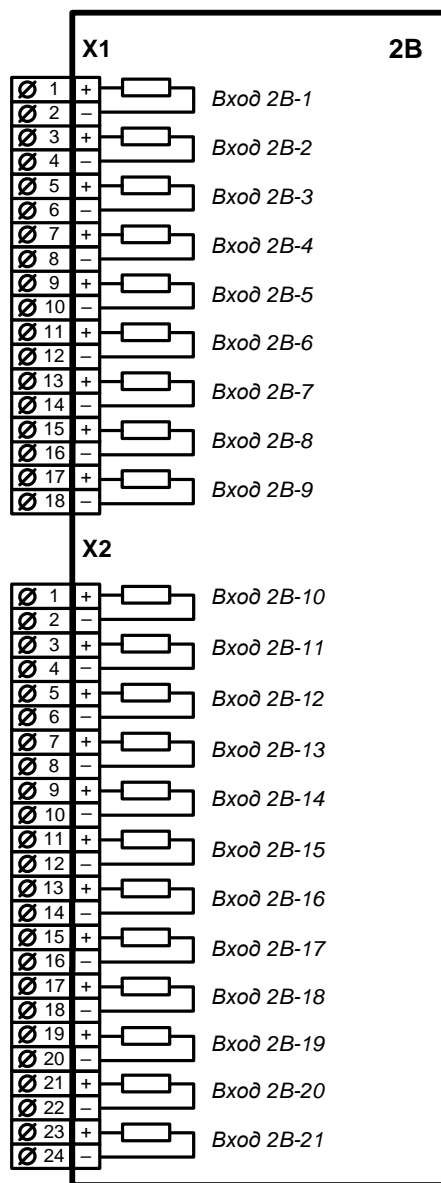 X1 2B
1 +
Вход 2B-1
2 –
3 +
Вход 2B-2
4 –
5 +
Вход 2B-3
6 –
7 +
Вход 2B-4
8 –
9 +
Вход 2B-5
10 –
11 +
Вход 2B-6
12 –
13 +
Вход 2B-7
14 –
15 +
Вход 2B-8
16 –
17 +
Вход 2B-9
18 –
X2
1 +
Вход 2B-10
2 –
3 +
Вход 2B-11
4 –
5 +
Вход 2B-12
6 –
7 +
Вход 2B-13
8 –
9 +
Вход 2B-14
10 –
11 +
Вход 2B-15
12 –
13 +
Вход 2B-16
14 –
15 +
Вход 2B-17
16 –
17 +
Вход 2B-18
18 –
19 +
Вход 2B-19
20 –
21 +
Вход 2B-20
22 –
23 +
Вход 2B-21
24 –